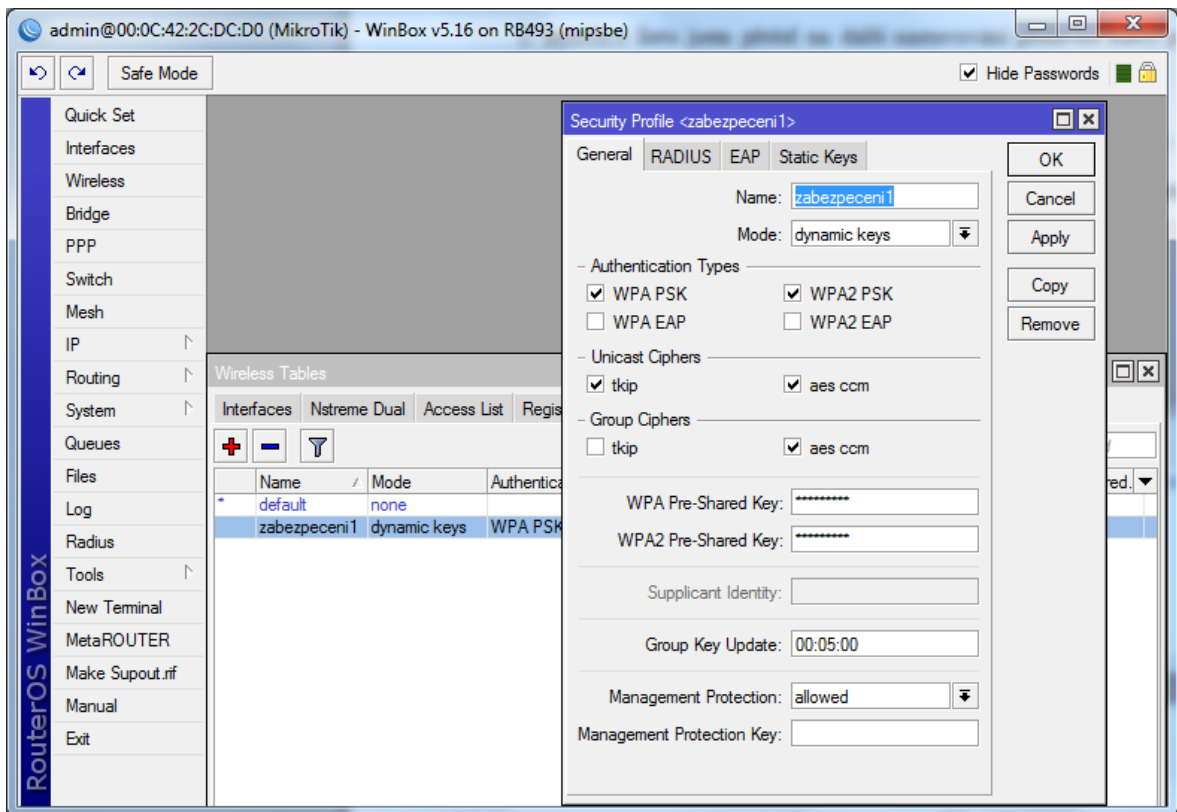 admin@00:0C:42:2C:DC:D0 (MikroTik) - WinBox v5.16 on RB493 (mipsbe)
Safe Mode
Hide Passwords
RouterOS WinBox
Quick Set
Interfaces
Wireless
Bridge
PPP
Switch
Mesh
IP
Routing
System
Queues
Files
Log
Radius
Tools
New Terminal
MetaROUTER
Make Supout.rif
Manual
Exit
Wireless Tables
Interfaces Nstreme Dual Access List Regis
Name Mode Authentica
* default none
zabezpeceni1 dynamic keys WPA PSK
Security Profile <zabezpeceni1>
General RADIUS EAP Static Keys
Name: zabezpeceni1
Mode: dynamic keys
Authentication Types
WPA PSK WPA2 PSK
WPA EAP WPA2 EAP
Unicast Ciphers
tkip aes ccm
Group Ciphers
tkip aes ccm
WPA Pre-Shared Key: *********
WPA2 Pre-Shared Key: *********
Supplicant Identity:
Group Key Update: 00:05:00
Management Protection: allowed
Management Protection Key:
OK
Cancel
Apply
Copy
Remove
red.